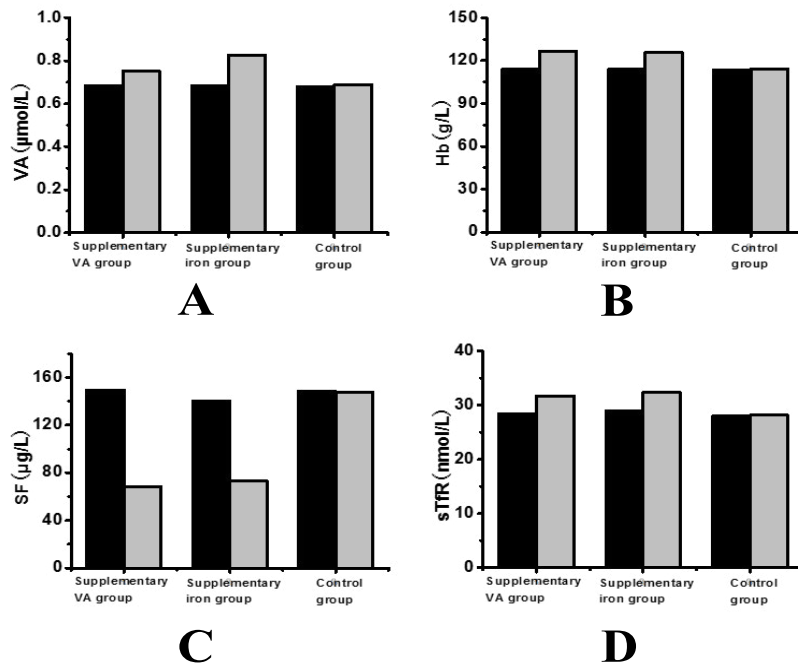 1.0
0.8
0.6
0.4
0.2
0.0
VA (μmol/L)
Supplementary
VA group
Supplementary
iron group
Control
group
A
150
120
90
60
30
0
Hb (g/L)
Supplementary
VA group
Supplementary
iron group
Control
group
B
160
120
80
40
0
SF (μg/L)
Supplementary
VA group
Supplementary
iron group
Control
group
C
40
30
20
10
0
sTfR (nmol/L)
Supplementary
VA group
Supplementary
iron group
Control
group
D